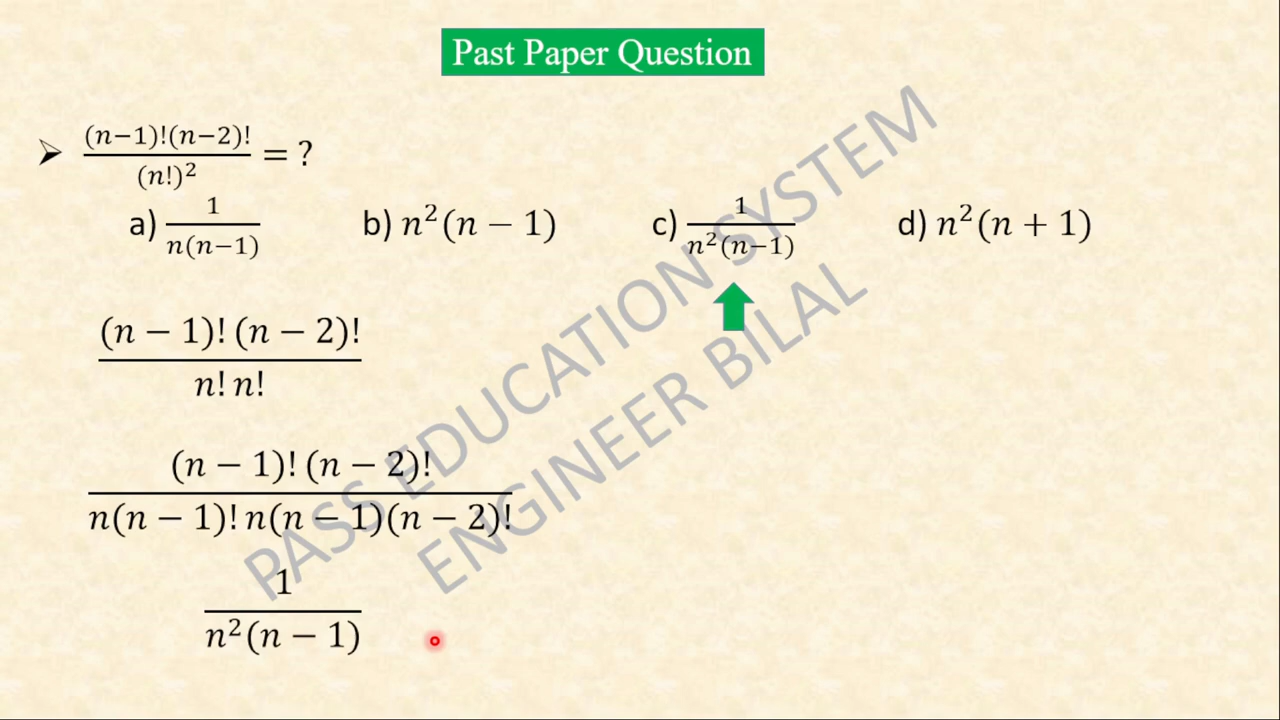 Past Paper Question
➢ (n−1)!(n−2)!/(n!)² = ?
a) 1/n(n−1) b) n²(n − 1) c) 1/n²(n−1) d) n²(n + 1)
(n − 1)! (n − 2)!
n! n!
(n − 1)! (n − 2)!
n(n − 1)! n(n − 1)(n − 2)!
1
n²(n − 1)
PASS EDUCATION SYSTEM
ENGINEER BILAL